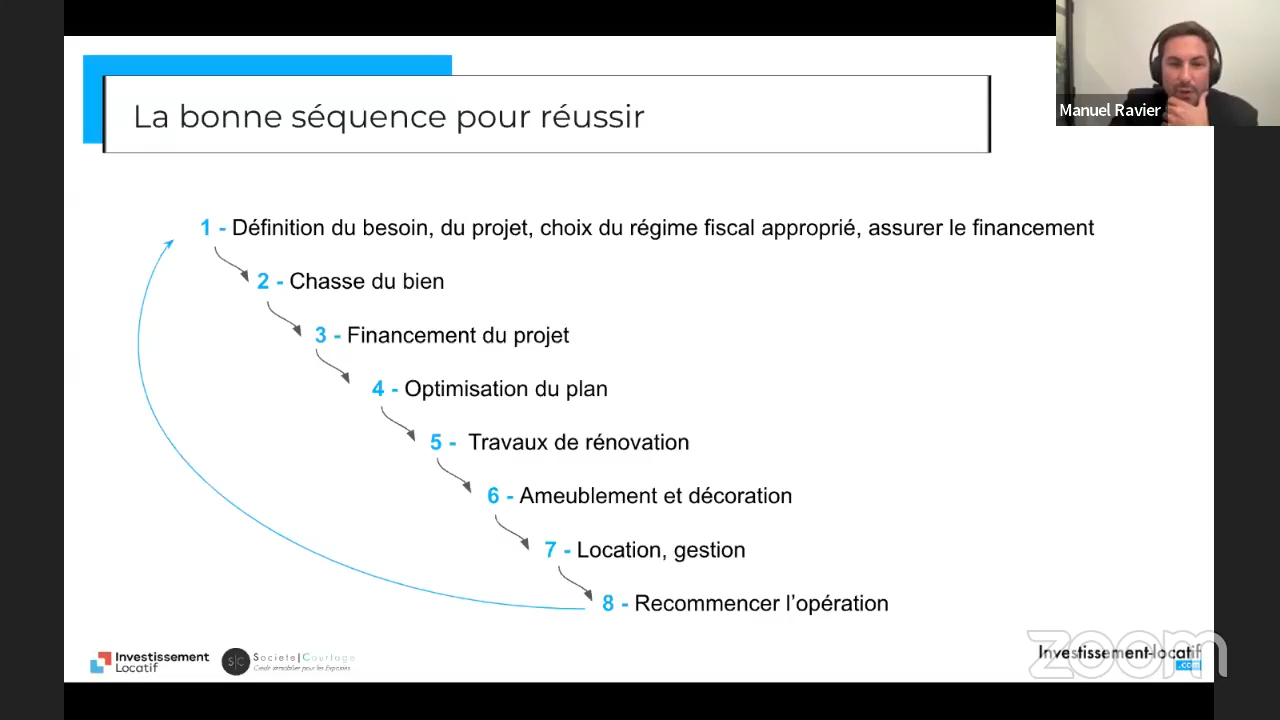 La bonne séquence pour réussir
Manuel Ravier
1 - Définition du besoin, du projet, choix du régime fiscal approprié, assurer le financement
2 - Chasse du bien
3 - Financement du projet
4 - Optimisation du plan
5 - Travaux de rénovation
6 - Ameublement et décoration
7 - Location, gestion
8 - Recommencer l’opération
Investissement
Locatif
S|C
Societe|Courtage
Crédit immobilier pour les Expatriés
Investissement-locatif
.com
zoom